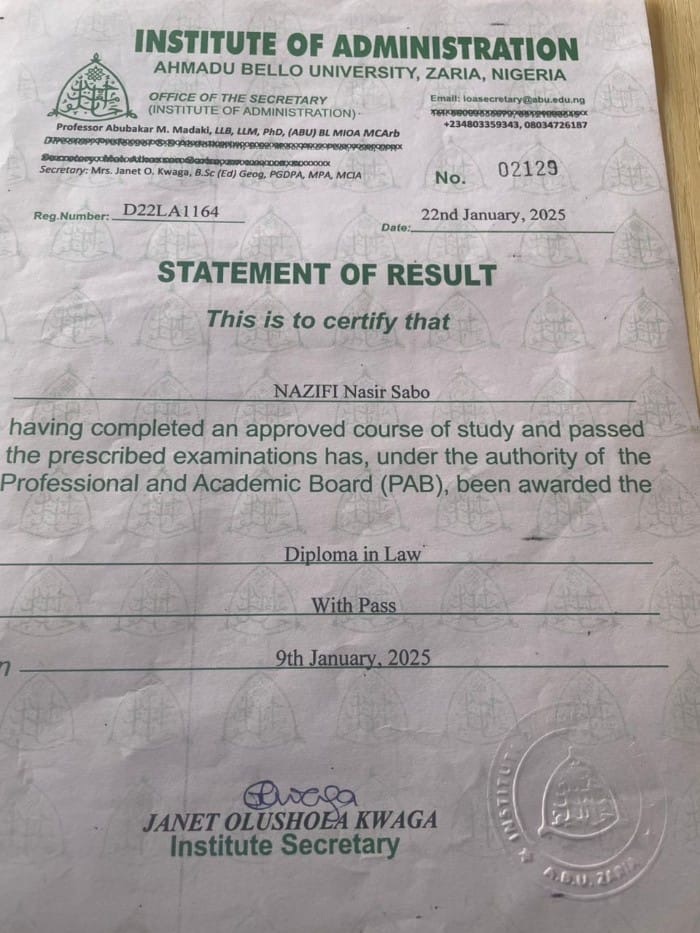 INSTITUTE OF ADMINISTRATION
AHMADU BELLO UNIVERSITY, ZARIA, NIGERIA
OFFICE OF THE SECRETARY
(INSTITUTE OF ADMINISTRATION)
Email: ioasecretary@abu.edu.ng
+234803359343, 08034726187
Professor Abubakar M. Madaki, LLB, LLM, PhD, (ABU) BL MIOA MCArb
Secretary: Mrs. Janet O. Kwaga, B.Sc (Ed) Geog, PGDPA, MPA, MCIA
No. 02129
Reg.Number: D22LA1164
Date: 22nd January, 2025
STATEMENT OF RESULT
This is to certify that
NAZIFI Nasir Sabo
having completed an approved course of study and passed
the prescribed examinations has, under the authority of the
Professional and Academic Board (PAB), been awarded the
Diploma in Law
With Pass
9th January, 2025
JANET OLUSHOLA KWAGA
Institute Secretary
INSTITUT
A.B.U. ZARIA